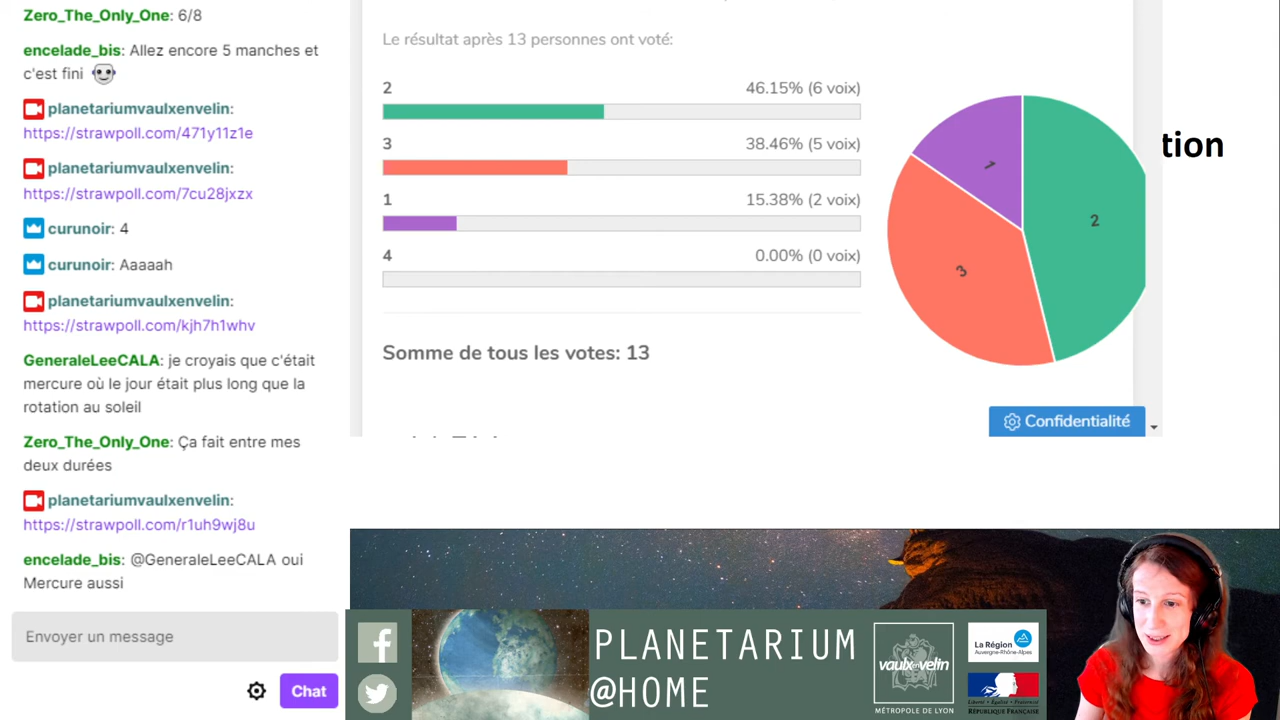 Zero_The_Only_One: 6/8
encelade_bis: Allez encore 5 manches et
c'est fini
planetariumvaulxenvelin:
https://strawpoll.com/471y11z1e
planetariumvaulxenvelin:
https://strawpoll.com/7cu28jxzx
curunoir: 4
curunoir: Aaaaah
planetariumvaulxenvelin:
https://strawpoll.com/kjh7h1whv
GeneraleLeeCALA: je croyais que c'était
mercure où le jour était plus long que la
rotation au soleil
Zero_The_Only_One: Ça fait entre mes
deux durées
planetariumvaulxenvelin:
https://strawpoll.com/r1uh9wj8u
encelade_bis: @GeneraleLeeCALA oui
Mercure aussi
Envoyer un message
Chat
Le résultat après 13 personnes ont voté:
2 46.15% (6 voix)
3 38.46% (5 voix)
1 15.38% (2 voix)
4 0.00% (0 voix)
Somme de tous les votes: 13
1
2
3
Confidentialité
tion
PLANETARIUM
@HOME
vaulx en velin
MÉTROPOLE DE LYON
La Région
Auvergne-Rhône-Alpes
Liberté • Égalité • Fraternité
RÉPUBLIQUE FRANÇAISE